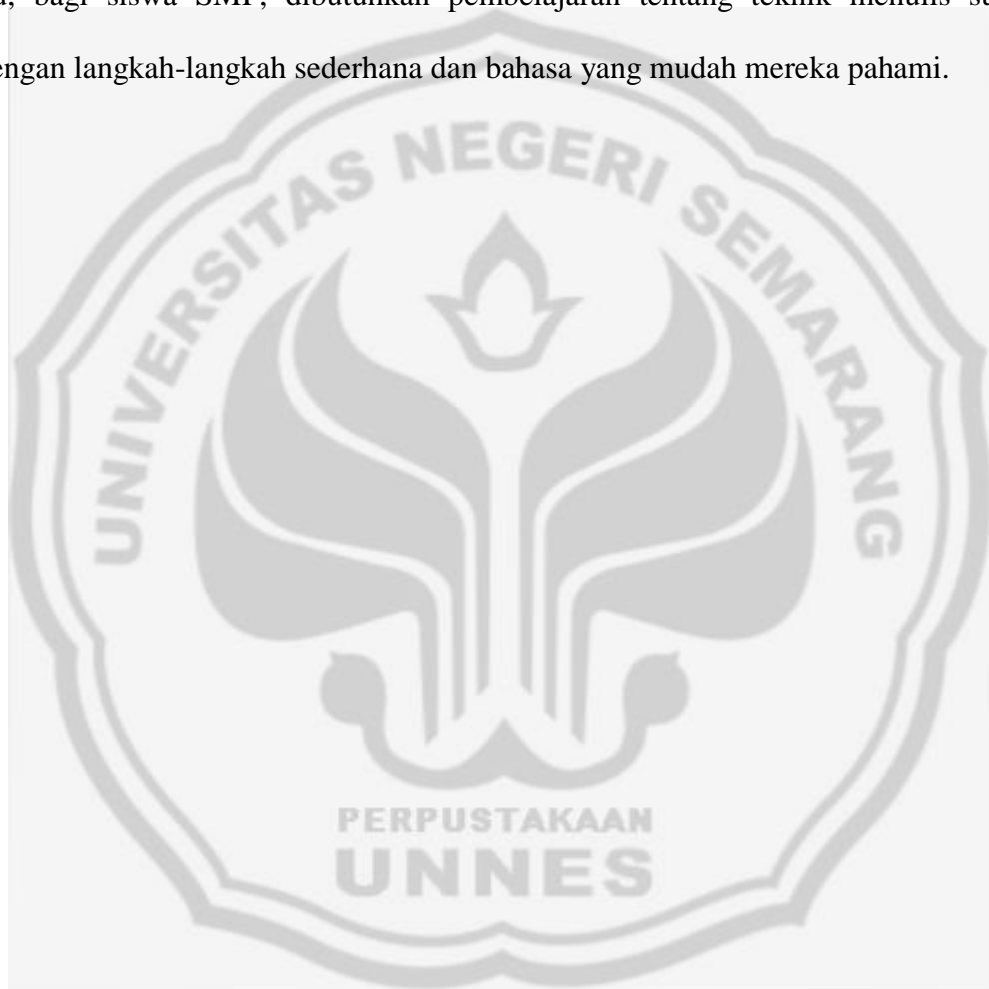 bagi siswa SMP, dibutuhkan pembelajaran tentang teknik menulis
dengan langkah-langkah sederhana dan bahasa yang mudah mereka pahami.
UNIVERSITAS NEGERI SEMARANG
PERPUSTAKAAN
UNNES